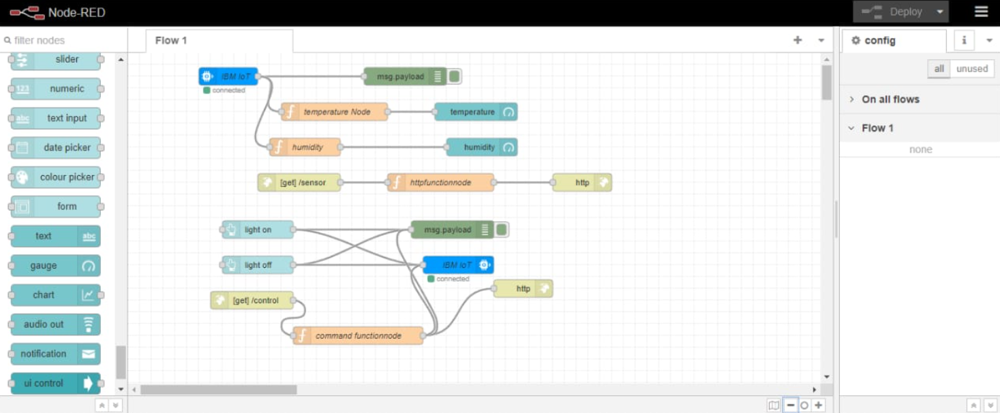 Node-RED
Deploy
filter nodes
slider
123 numeric
abc text input
date picker
colour picker
form
text abc
gauge
chart
audio out
notification
ui control
Flow 1
IBM IoT
connected
msg.payload
f temperature Node
temperature
f humidity
humidity
[get] /sensor
f httpfunctionnode
http
light on
msg.payload
light off
IBM IoT
connected
http
[get] /control
f command functionnode
config
i
all unused
On all flows
Flow 1
none